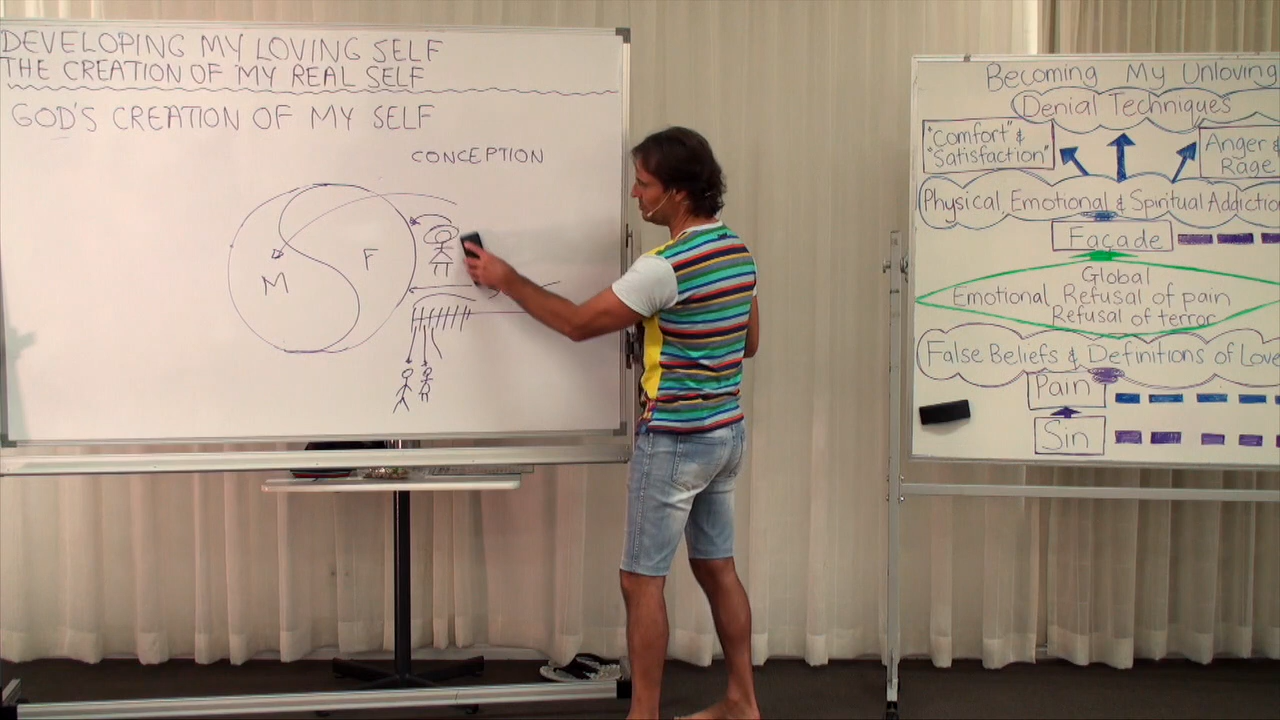 DEVELOPING MY LOVING SELF
THE CREATION OF MY REAL SELF
GOD'S CREATION OF MY SELF
CONCEPTION
M
F
Becoming My Unloving
Denial Techniques
"Comfort" &
"Satisfaction"
Anger &
Rage
Physical, Emotional & Spiritual Addictio
Façade
Global
Emotional Refusal of pain
Refusal of terror
False Beliefs & Definitions of Love
Pain
Sin